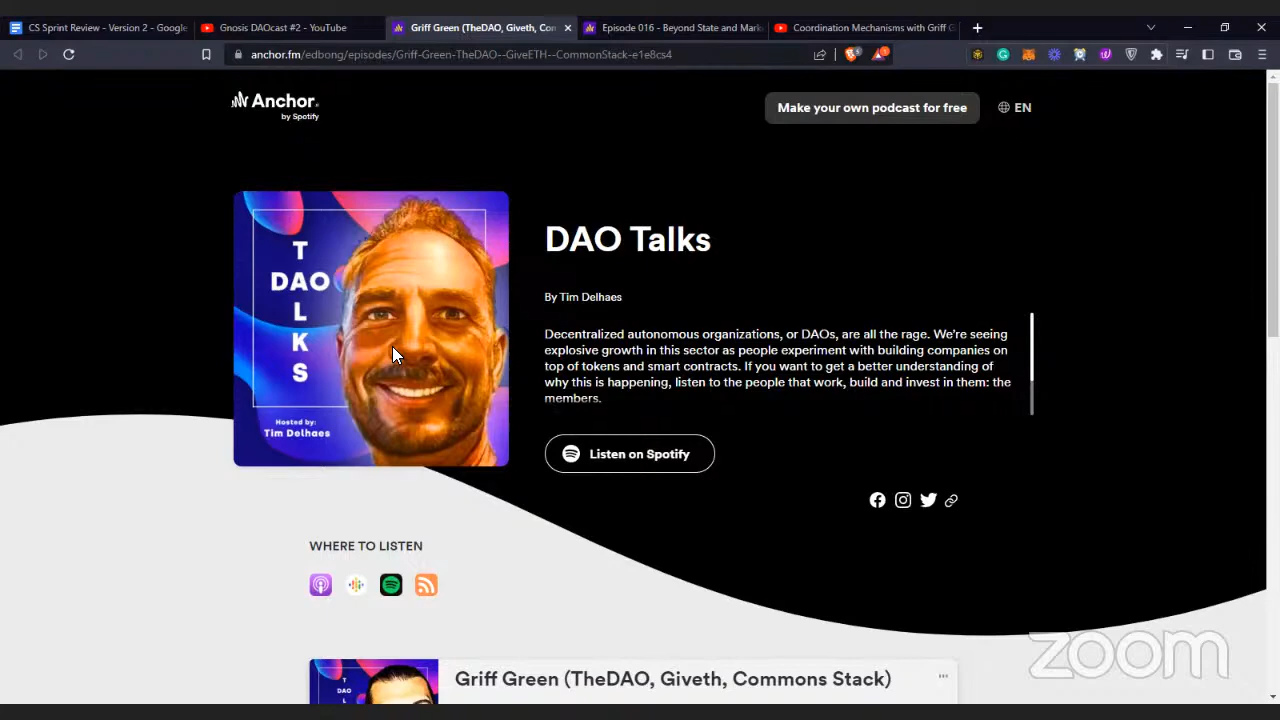 CS Sprint Review - Version 2 - Google
Gnosis DAOcast #2 - YouTube
Griff Green (TheDAO, Giveth, Con
Episode 016 - Beyond State and Mark
Coordination Mechanisms with Griff G
anchor.fm/edbong/episodes/Griff-Green-TheDAO--GivETH--CommonStack-e1e8cs4
Anchor
by Spotify
Make your own podcast for free
EN
T
DAO
L
K
S
Hosted by:
Tim Delhaes
DAO Talks
By Tim Delhaes
Decentralized autonomous organizations, or DAOs, are all the rage. We're seeing
explosive growth in this sector as people experiment with building companies on
top of tokens and smart contracts. If you want to get a better understanding of
why this is happening, listen to the people that work, build and invest in them: the
members.
Listen on Spotify
WHERE TO LISTEN
T
DAO
L
Griff Green (TheDAO, Giveth, Commons Stack)
zoom